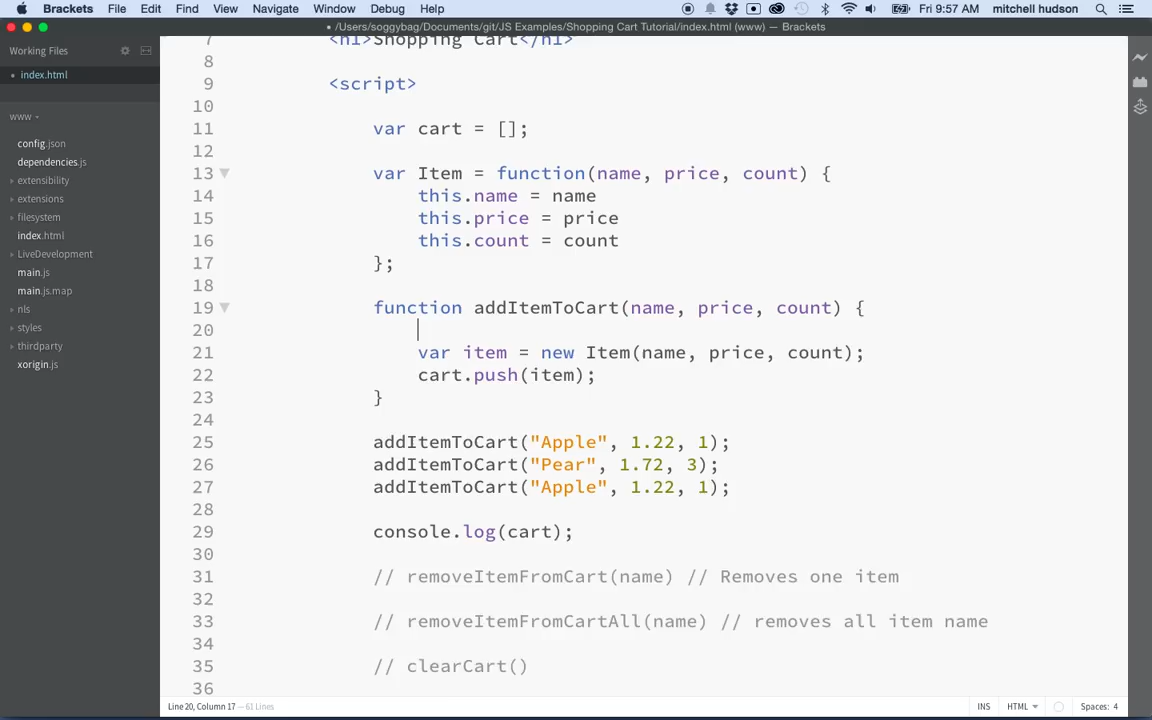 Brackets File Edit Find View Navigate Window Debug Help Fri 9:57 AM mitchell hudson
• /Users/soggybag/Documents/git/JS Examples/Shopping Cart Tutorial/index.html (www) — Brackets
Working Files
• index.html
www
config.json
dependencies.js
extensibility
extensions
filesystem
index.html
LiveDevelopment
main.js
main.js.map
nls
styles
thirdparty
xorigin.js
7 <h1>Shopping Cart</h1>
8
9 <script>
10
11 var cart = [];
12
13 var Item = function(name, price, count) {
14 this.name = name
15 this.price = price
16 this.count = count
17 };
18
19 function addItemToCart(name, price, count) {
20
21 var item = new Item(name, price, count);
22 cart.push(item);
23 }
24
25 addItemToCart("Apple", 1.22, 1);
26 addItemToCart("Pear", 1.72, 3);
27 addItemToCart("Apple", 1.22, 1);
28
29 console.log(cart);
30
31 // removeItemFromCart(name) // Removes one item
32
33 // removeItemFromCartAll(name) // removes all item name
34
35 // clearCart()
36
Line 20, Column 17 — 61 Lines INS HTML Spaces: 4